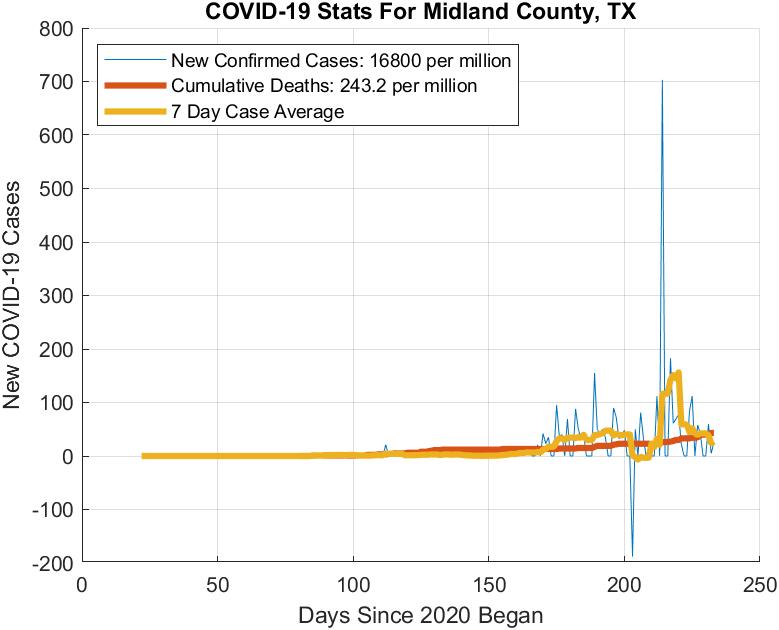 COVID-19 Stats For Midland County, TX
800
700
600
500
400
300
200
100
0
-100
-200
New COVID-19 Cases
New Confirmed Cases: 16800 per million
Cumulative Deaths: 243.2 per million
7 Day Case Average
0 50 100 150 200 250
Days Since 2020 Began